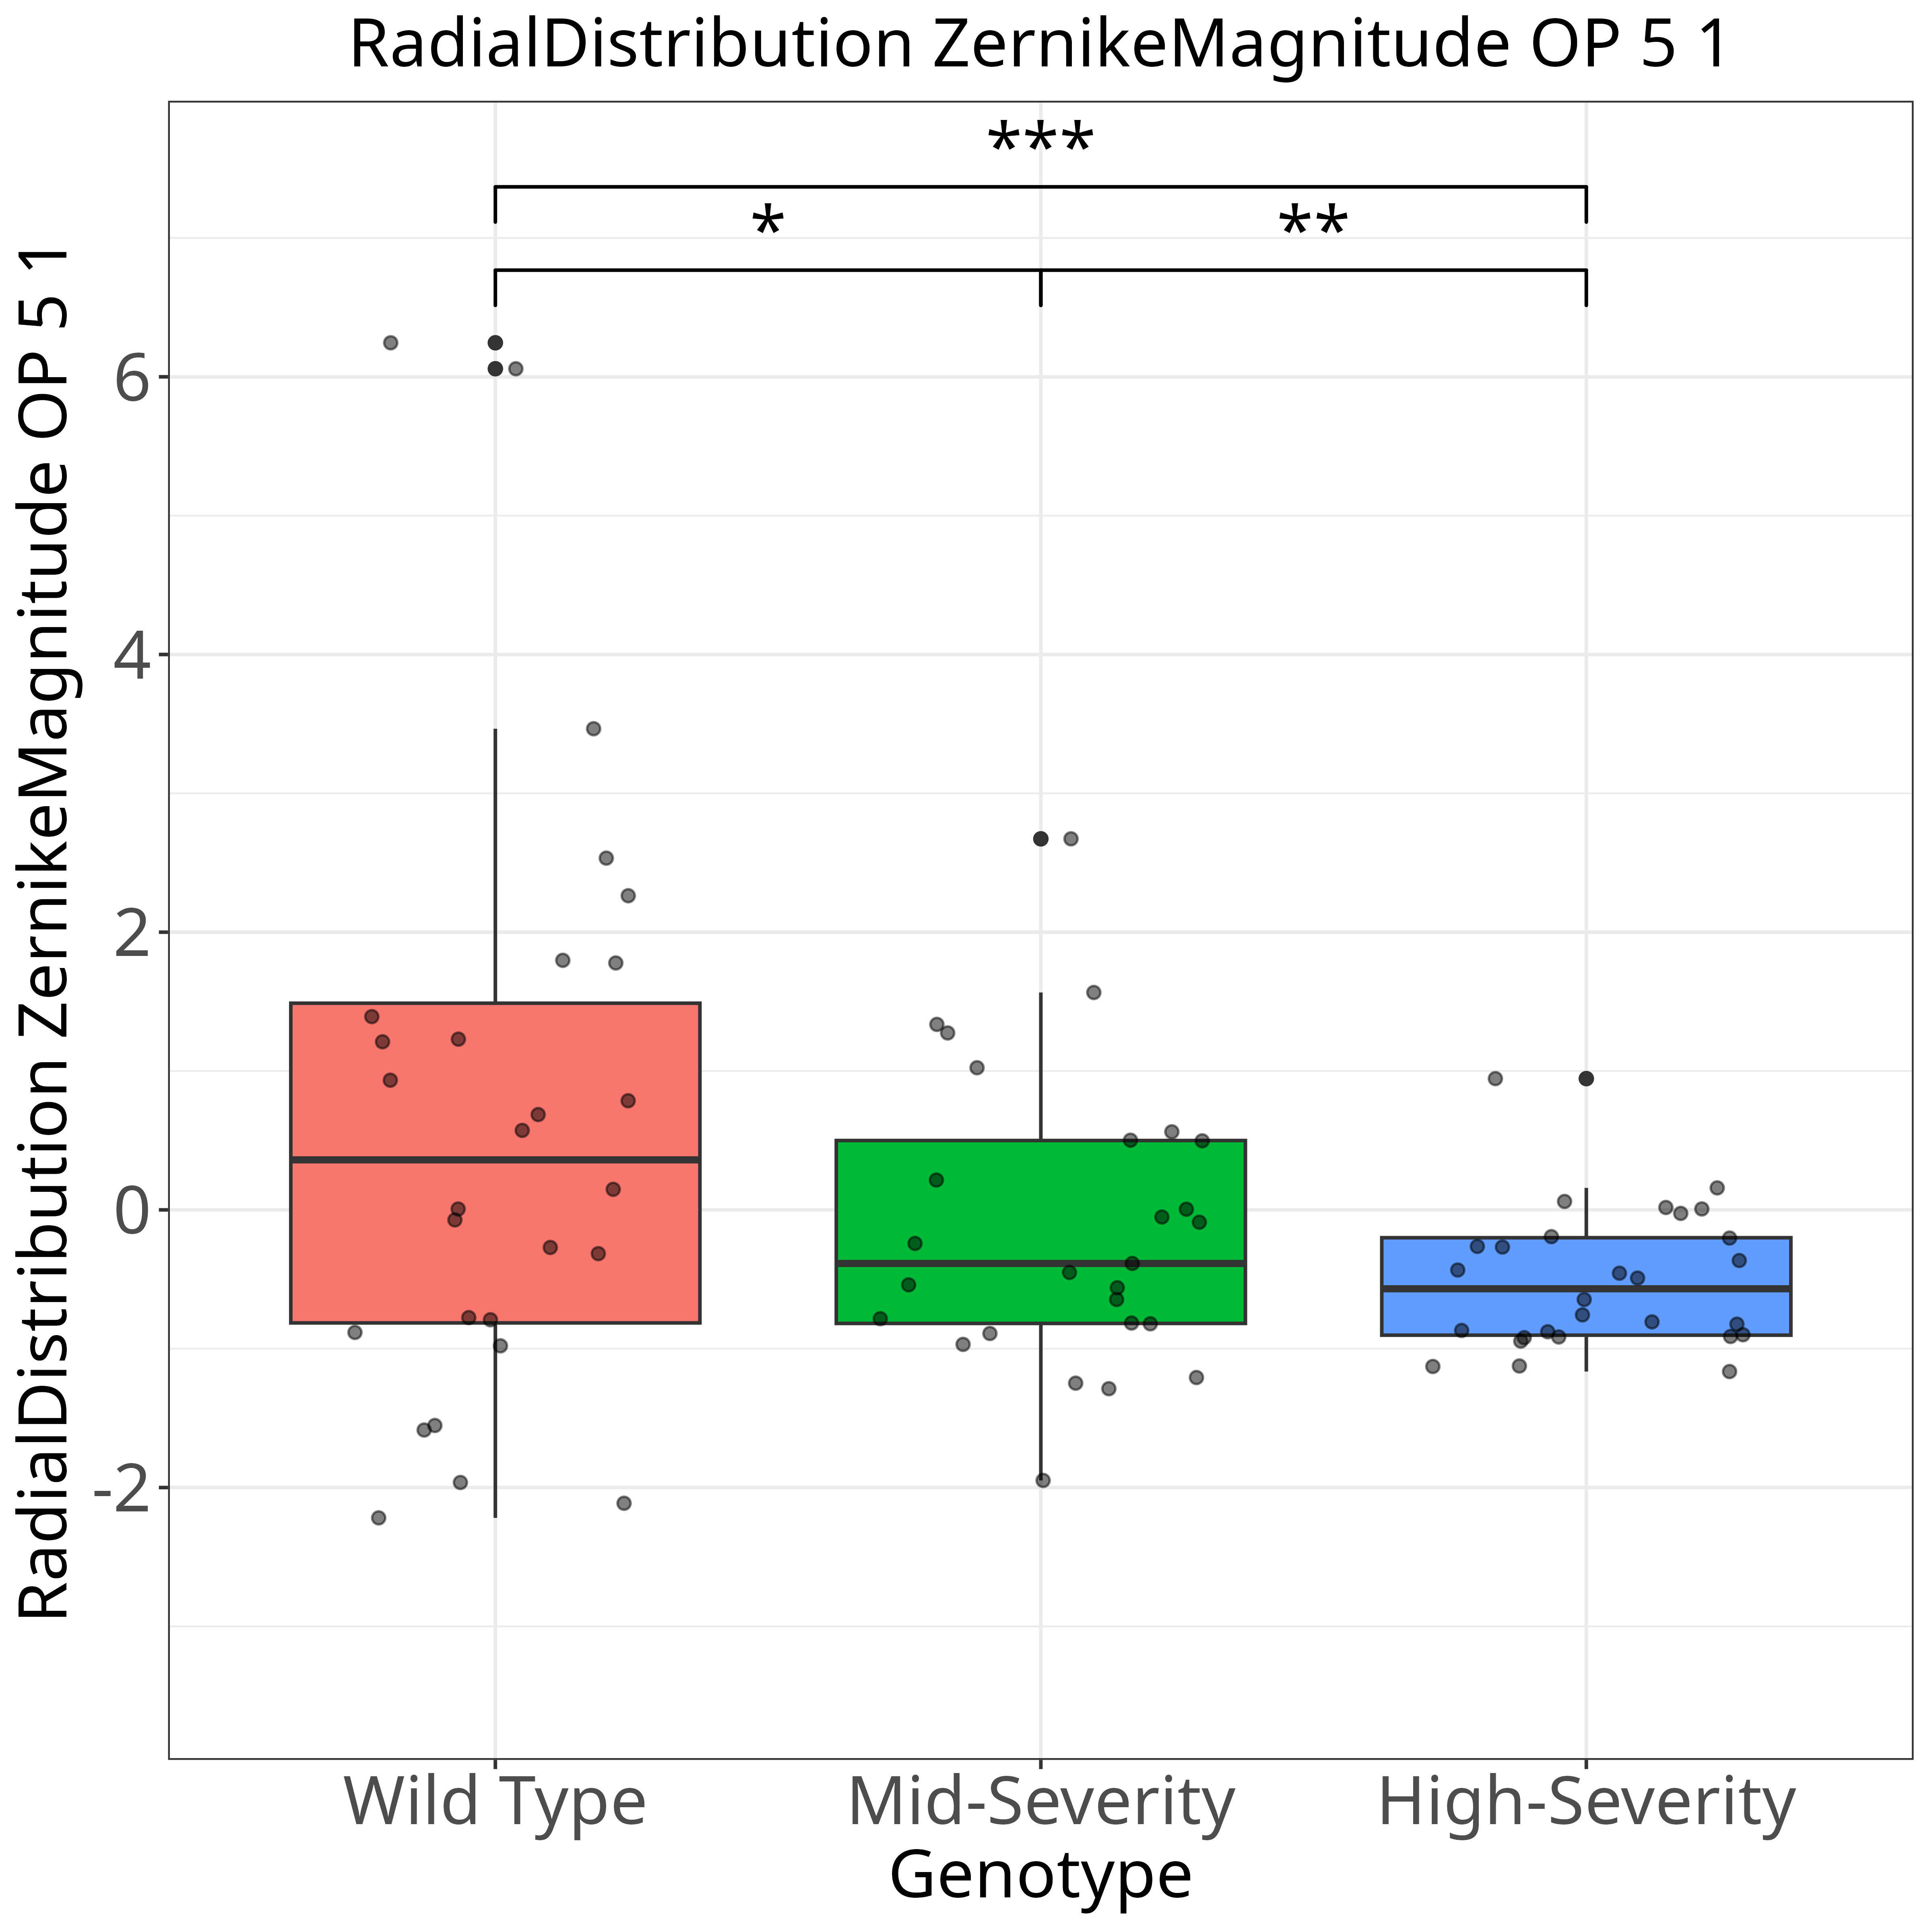 RadialDistribution ZernikeMagnitude OP 5 1
***
* **
RadialDistribution ZernikeMagnitude OP 5 1
6
4
2
0
-2
Wild Type Mid-Severity High-Severity
Genotype